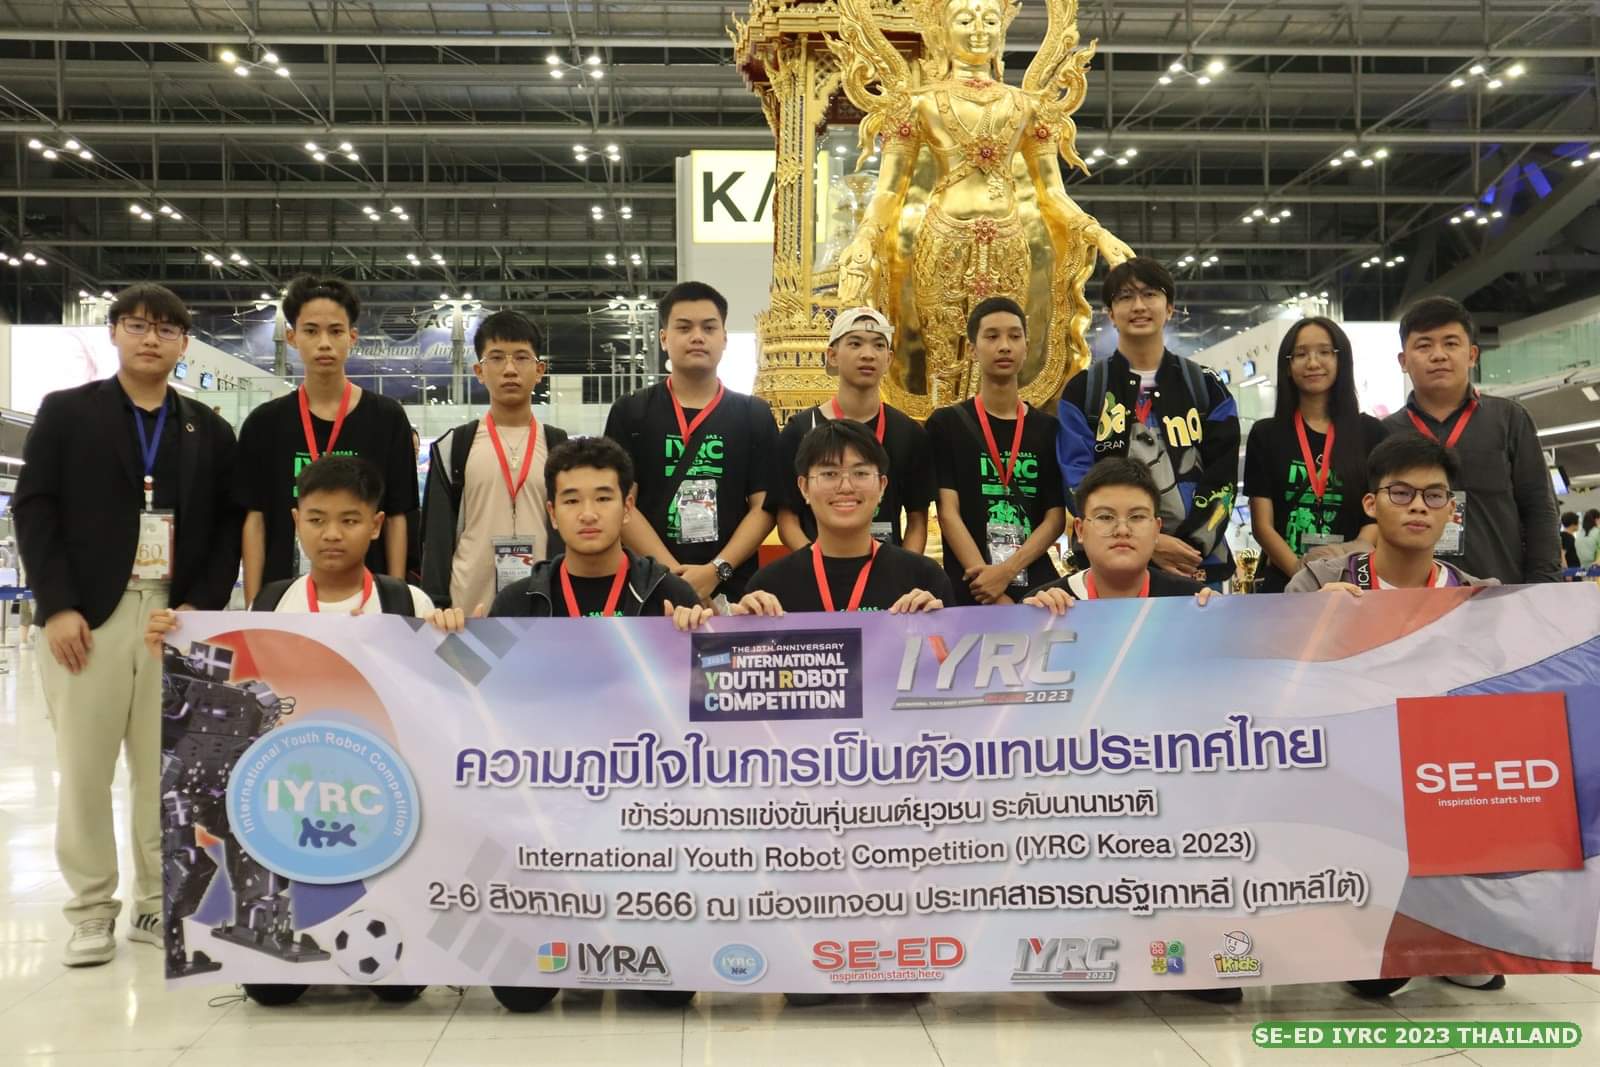 K
IYRC
IYRC
IYRC
THE 10TH ANNIVERSARY
INTERNATIONAL
YOUTH ROBOT
COMPETITION
IYRC
2023
International Youth Robot Competition
IYRC
ความภูมิใจในการเป็นตัวแทนประเทศไทย
เข้าร่วมการแข่งขันหุ่นยนต์ยุวชน ระดับนานาชาติ
International Youth Robot Competition (IYRC Korea 2023)
2-6 สิงหาคม 2566 ณ เมืองแทจอน ประเทศสาธารณรัฐเกาหลี (เกาหลีใต้)
SE-ED
inspiration starts here
IYRA
IYRC
SE-ED
inspiration starts here
IYRC
2023
iKids
SE-ED IYRC 2023 THAILAND